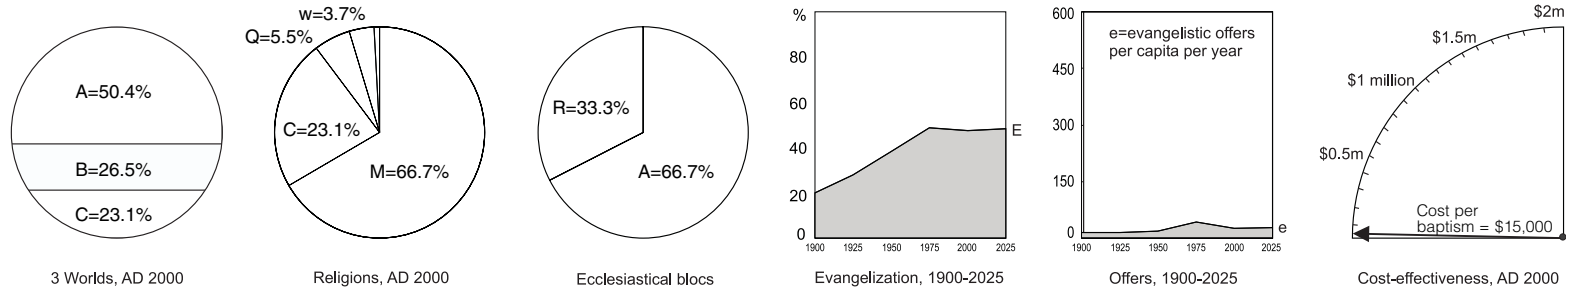 A=50.4%
B=26.5%
C=23.1%
3 Worlds, AD 2000
w=3.7%
Q=5.5%
C=23.1%
M=66.7%
Religions, AD 2000
R=33.3%
A=66.7%
Ecclesiastical blocs
%
80
60
40
20
0
E
1900 1925 1950 1975 2000 2025
Evangelization, 1900-2025
600
450
300
150
0
e=evangelistic offers
per capita per year
e
1900 1925 1950 1975 2000 2025
Offers, 1900-2025
$2m
$1.5m
$1 million
$0.5m
Cost per
baptism = $15,000
Cost-effectiveness, AD 2000